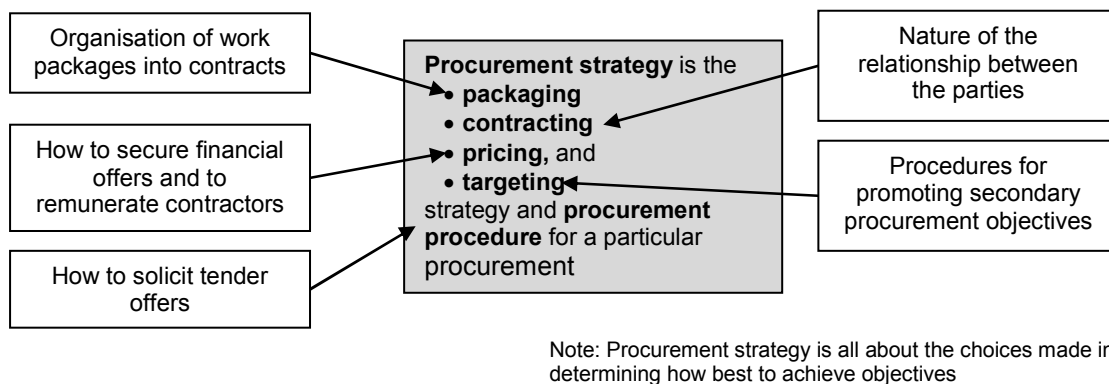 Organisation of work
packages into contracts
How to secure financial
offers and to
remunerate contractors
How to solicit tender
offers
Procurement strategy is the
• packaging
• contracting
• pricing, and
• targeting
strategy and procurement
procedure for a particular
procurement
Nature of the
relationship between
the parties
Procedures for
promoting secondary
procurement objectives
Note: Procurement strategy is all about the choices made in
determining how best to achieve objectives